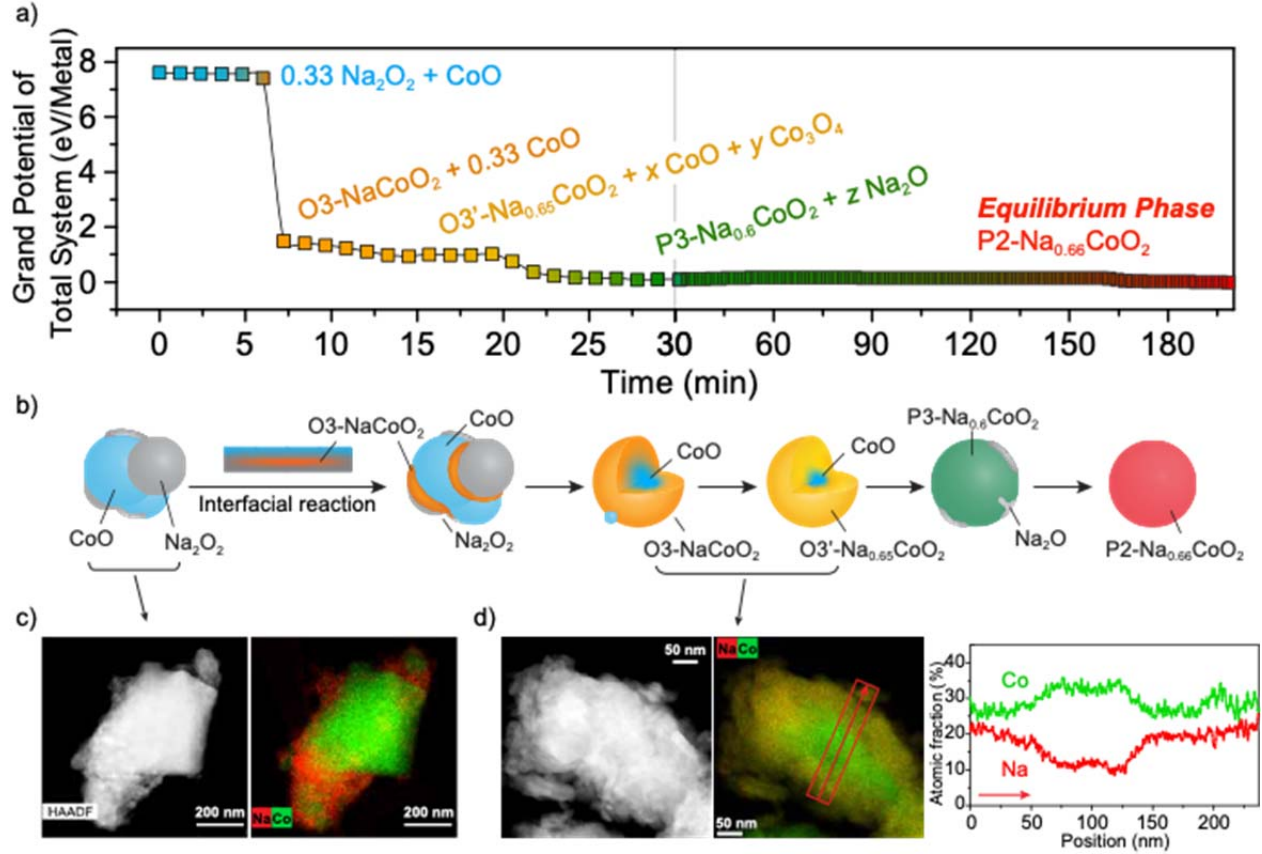 a)
Grand Potential of
Total System (eV/Metal)
8
6
4
2
0
0.33 Na₂O₂ + CoO
O3-NaCoO₂ + 0.33 CoO
O3'-Na₀.₆₅CoO₂ + x CoO + y Co₃O₄
P3-Na₀.₆CoO₂ + z Na₂O
Equilibrium Phase
P2-Na₀.₆₆CoO₂
0 5 10 15 20 25 30 60 90 120 150 180
Time (min)
b)
CoO
Na₂O₂
O3-NaCoO₂
Interfacial reaction
CoO
Na₂O₂
CoO
O3-NaCoO₂
CoO
O3'-Na₀.₆₅CoO₂
P3-Na₀.₆CoO₂
Na₂O
P2-Na₀.₆₆CoO₂
c)
HAADF
200 nm
NaCo
200 nm
d)
50 nm
NaCo
50 nm
Atomic fraction (%)
40
30
20
10
0
Co
Na
0 50 100 150 200
Position (nm)